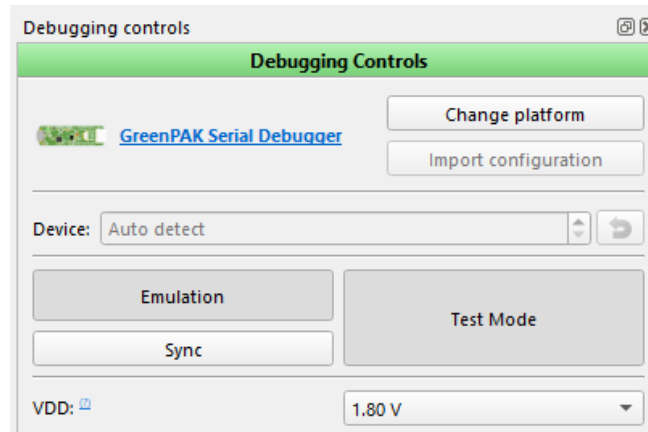 Debugging controls
Debugging Controls
GreenPAK Serial Debugger
Change platform
Import configuration
Device: Auto detect
Emulation
Test Mode
Sync
VDD: 1.80 V